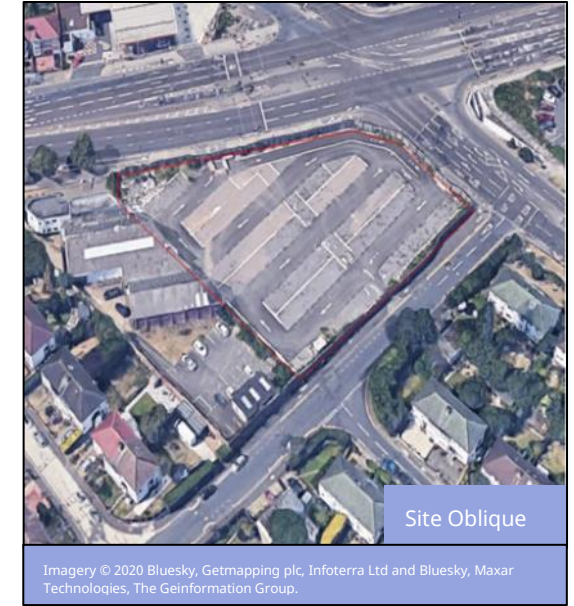 Site Oblique
Imagery © 2020 Bluesky, Getmapping plc, Infoterra Ltd and Bluesky, Maxar
Technologies, The Geinformation Group.